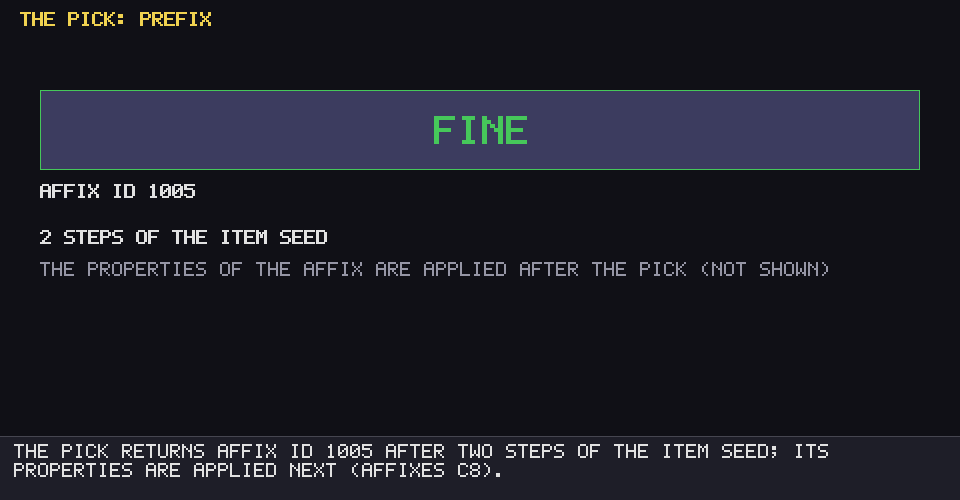 THE PICK: PREFIX
FINE
AFFIX ID 1005
2 STEPS OF THE ITEM SEED
THE PROPERTIES OF THE AFFIX ARE APPLIED AFTER THE PICK (NOT SHOWN)
THE PICK RETURNS AFFIX ID 1005 AFTER TWO STEPS OF THE ITEM SEED; ITS
PROPERTIES ARE APPLIED NEXT (AFFIXES C8).